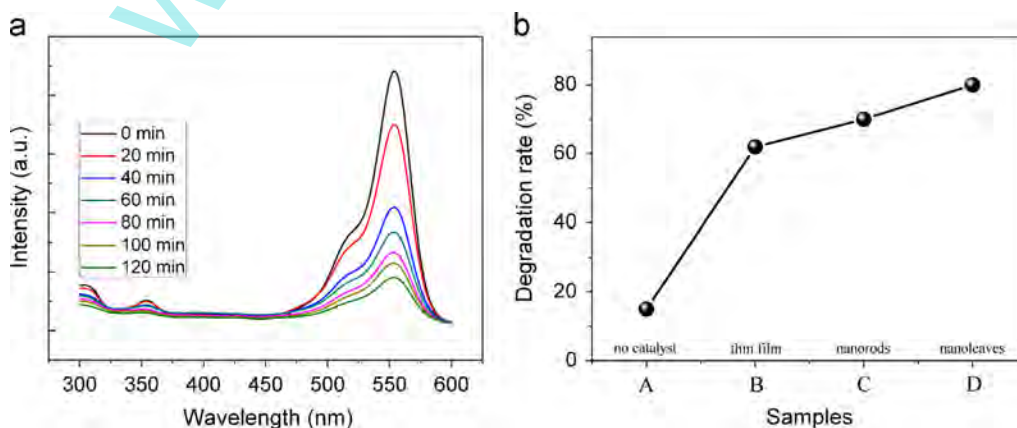 a
Intensity (a.u.)
0 min
20 min
40 min
60 min
80 min
100 min
120 min
300 350 400 450 500 550 600
Wavelength (nm)
b
Degradation rate (%)
80
60
40
20
0
no catalyst thm film nanorods nanoleaves
A B C D
Samples